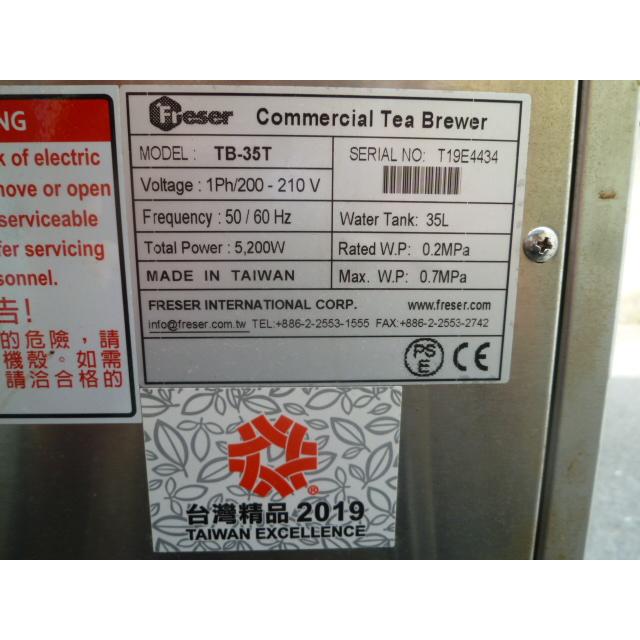 NG
k of electric
move or open
serviceable
fer servicing
sonnel.
告!
的危險，請
機殼。如需
請洽合格的
Freser Commercial Tea Brewer
MODEL : TB-35T
SERIAL NO: T19E4434
Voltage : 1Ph/200 - 210 V
Frequency : 50 / 60 Hz
Water Tank: 35L
Total Power : 5,200W
Rated W.P: 0.2MPa
MADE IN TAIWAN
Max. W.P: 0.7MPa
FRESER INTERNATIONAL CORP. www.freser.com
info@freser.com.tw TEL:+886-2-2553-1555 FAX:+886-2-2553-2742
PS
E
CE
®
台灣精品 2019
TAIWAN EXCELLENCE